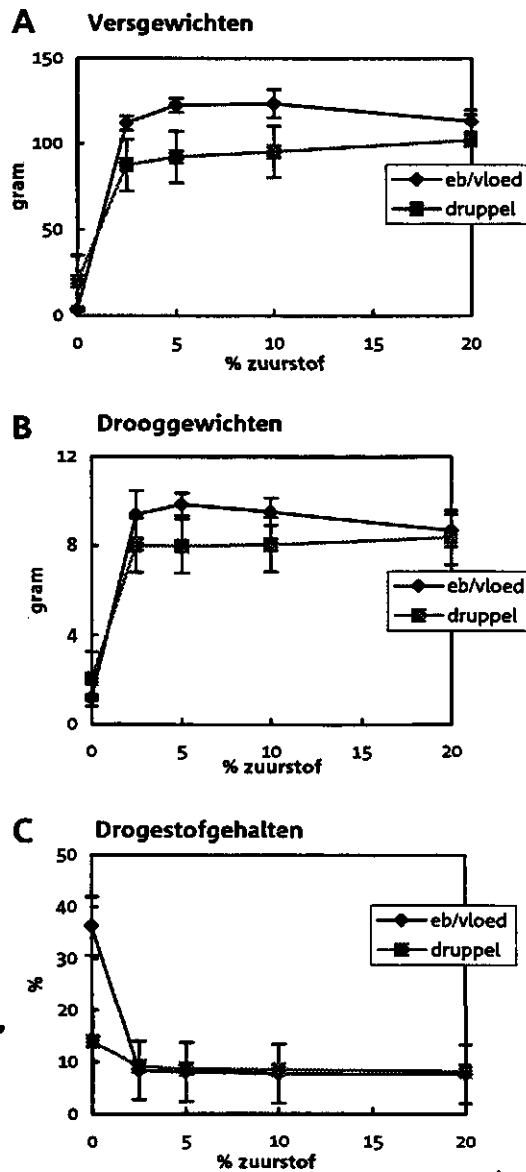 A Versgewichten
150
100
50
0
gram
0 5 10 15 20
% zuurstof
eb/vloed
druppel
B Drooggewichten
12
8
4
0
gram
0 5 10 15 20
% zuurstof
eb/vloed
druppel
C Drogestofgehalten
50
40
30
20
10
0
%
0 5 10 15 20
% zuurstof
eb/vloed
druppel